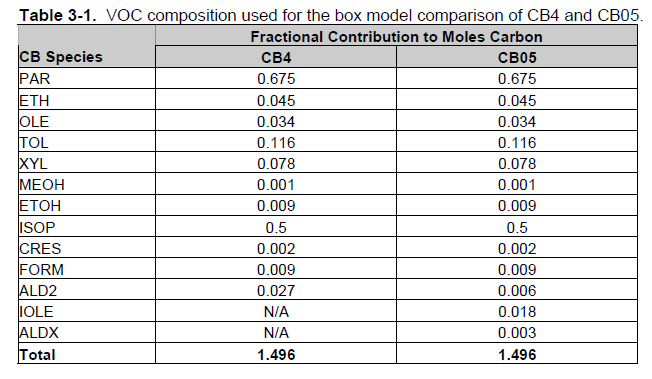 Table 3-1. VOC composition used for the box model comparison of CB4 and CB05.
Fractional Contribution to Moles Carbon
CB Species CB4 CB05
PAR 0.675 0.675
ETH 0.045 0.045
OLE 0.034 0.034
TOL 0.116 0.116
XYL 0.078 0.078
MEOH 0.001 0.001
ETOH 0.009 0.009
ISOP 0.5 0.5
CRES 0.002 0.002
FORM 0.009 0.009
ALD2 0.027 0.006
IOLE N/A 0.018
ALDX N/A 0.003
Total 1.496 1.496